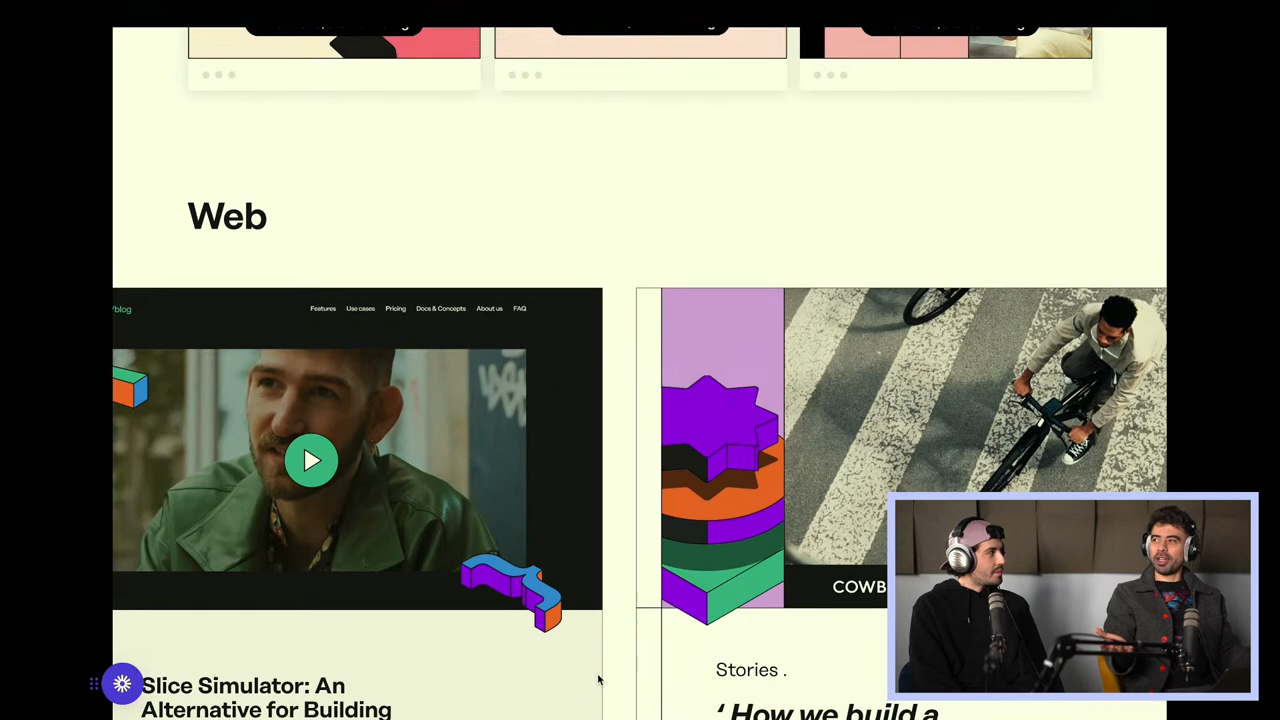 Web
/blog
Features Use cases Pricing Docs & Concepts About us FAQ
COWB
Stories .
Slice Simulator: An
Alternative for Building
‘ How we build a